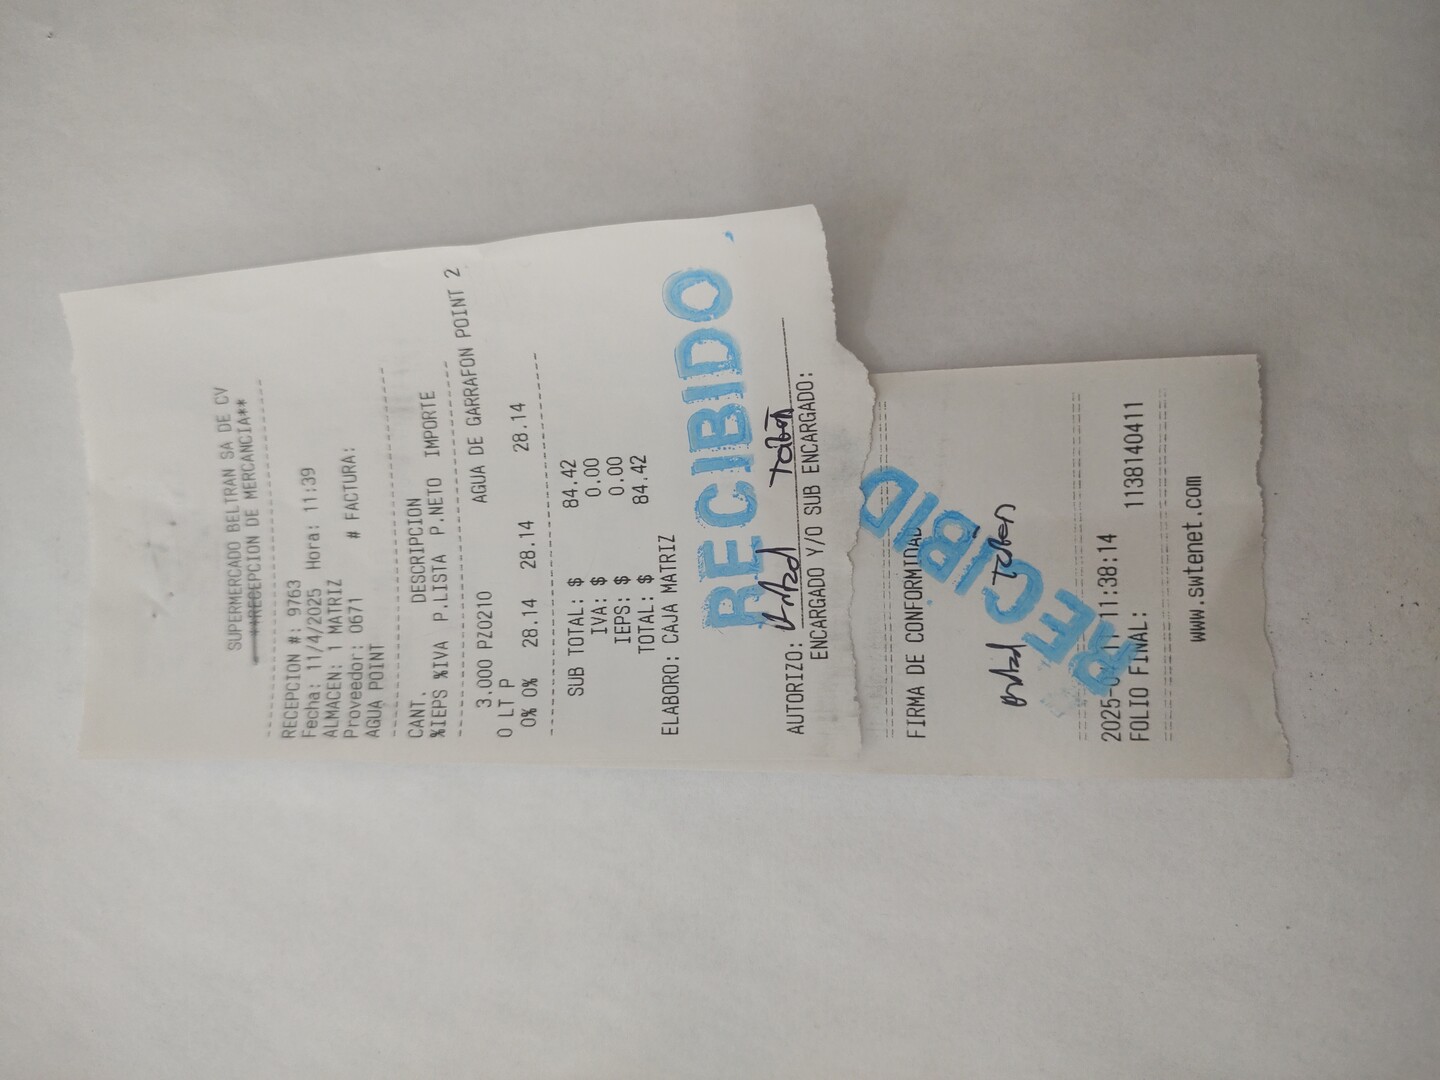 SUPERMERCADO BELTRAN SA DE CV
**RECEPCION DE MERCANCIA**
RECEPCION #: 9763
Fecha: 11/4/2025 Hora: 11:39
ALMACEN: 1 MATRIZ
Proveedor: 0671 # FACTURA:
AGUA POINT
CANT. DESCRIPCION
%IEPS %IVA P.LISTA P.NETO IMPORTE
3.000 PZ0210 AGUA DE GARRAFON POINT 2
0 LT P
0% 0% 28.14 28.14 28.14
SUB TOTAL: $ 84.42
IVA: $ 0.00
IEPS: $ 0.00
TOTAL: $ 84.42
ELABORO: CAJA MATRIZ
RECIBIDO
AUTORIZO:
ENCARGADO Y/O SUB ENCARGADO:
FIRMA DE CONFORMIDAD
RECIBID
11:38:14
FOLIO FINAL: 1138140411
www.swtenet.com